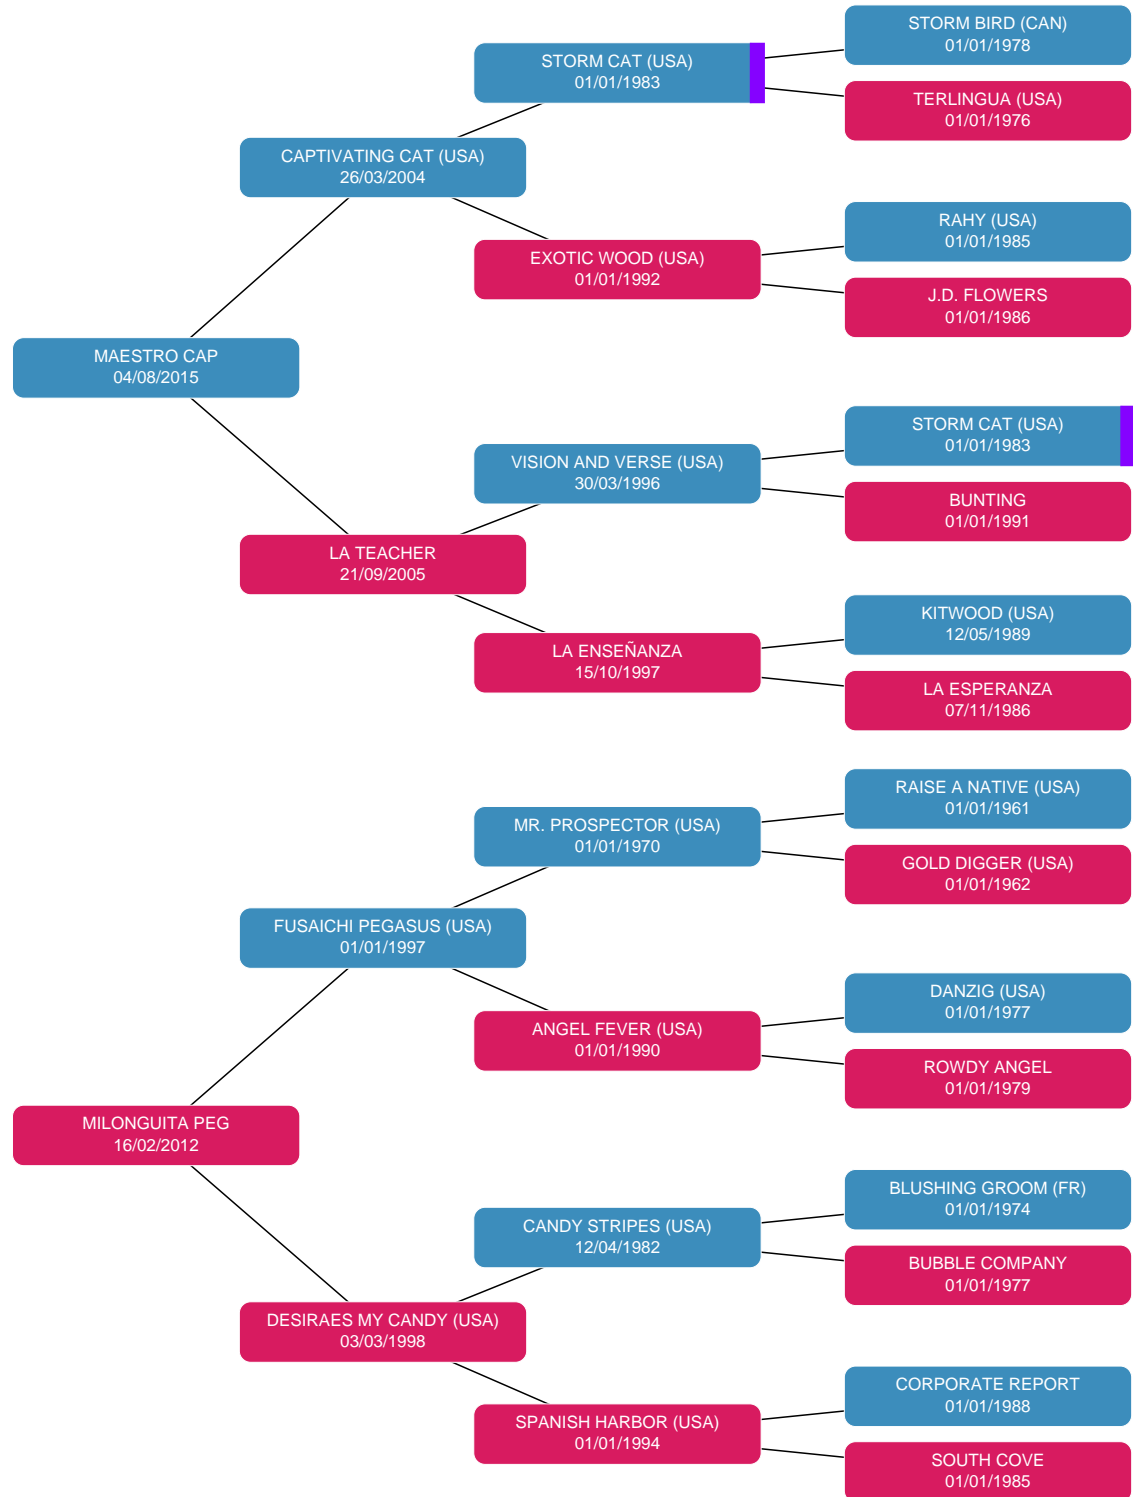 STORM BIRD (CAN)
01/01/1978
STORM CAT (USA)
01/01/1983
TERLINGUA (USA)
01/01/1976
CAPTIVATING CAT (USA)
26/03/2004
RAHY (USA)
01/01/1985
EXOTIC WOOD (USA)
01/01/1992
J.D. FLOWERS
01/01/1986
MAESTRO CAP
04/08/2015
STORM CAT (USA)
01/01/1983
VISION AND VERSE (USA)
30/03/1996
BUNTING
01/01/1991
LA TEACHER
21/09/2005
KITWOOD (USA)
12/05/1989
LA ENSEÑANZA
15/10/1997
LA ESPERANZA
07/11/1986
RAISE A NATIVE (USA)
01/01/1961
MR. PROSPECTOR (USA)
01/01/1970
GOLD DIGGER (USA)
01/01/1962
FUSAICHI PEGASUS (USA)
01/01/1997
DANZIG (USA)
01/01/1977
ANGEL FEVER (USA)
01/01/1990
ROWDY ANGEL
01/01/1979
MILONGUITA PEG
16/02/2012
BLUSHING GROOM (FR)
01/01/1974
CANDY STRIPES (USA)
12/04/1982
BUBBLE COMPANY
01/01/1977
DESIRAES MY CANDY (USA)
03/03/1998
CORPORATE REPORT
01/01/1988
SPANISH HARBOR (USA)
01/01/1994
SOUTH COVE
01/01/1985